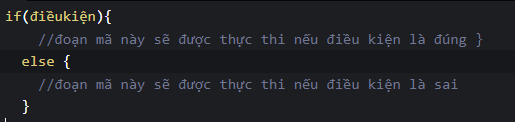 if(điềukiện){
//đoạn mã này sẽ được thực thi nếu điều kiện là đúng }
else {
//đoạn mã này sẽ được thực thi nếu điều kiện là sai
}